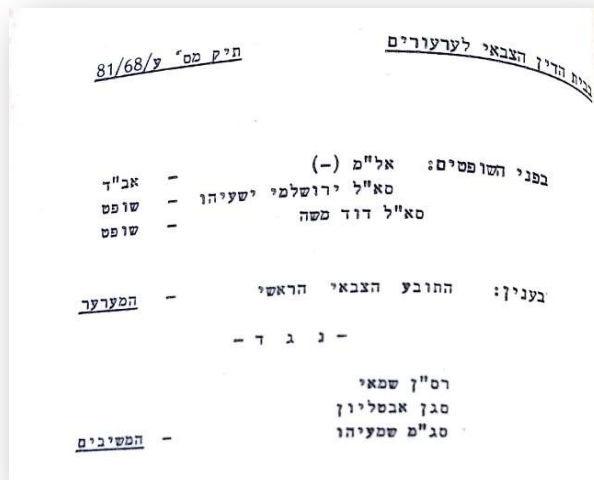 בבית הדין הצבאי לערעורים
תיק מס' ע/81/68
בפני השופטים: אל"מ (-) - אב"ד
סא"ל ירושלמי ישעיהו - שופט
סא"ל דוד משה - שופט
בענין: התובע הצבאי הראשי - המערער
- נ ג ד -
רס"ן שמאי
סגן אבטליון
סג"מ שמעיהו - המשיבים